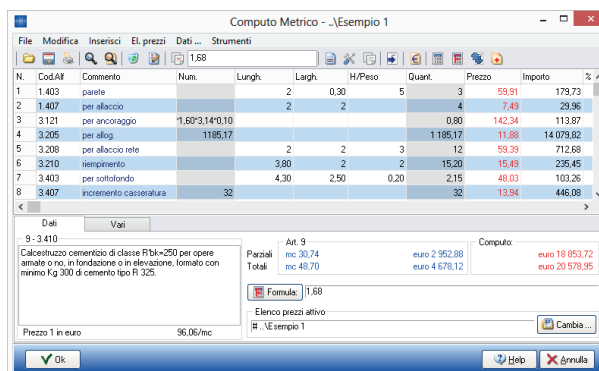 Computo Metrico - ..\Esempio 1
File Modifica Inserisci El. prezzi Dati ... Strumenti
1,68
N. Cod.Alf Commento Num. Lungh. Largh. H/Peso Quant. Prezzo Importo %
1 1.403 parete 2 0,30 5 3 59,91 179,73
2 1.407 per allaccio 2 2 4 7,49 29,96
3 3.121 per ancoraggio *1,60*3,14*0,10 0,80 142,34 113,87
4 3.205 per allog. 1185,17 1 185,17 11,88 14 079,82
5 3.208 per allaccio rete 2 2 3 12 59,39 712,68
6 3.210 riempimento 3,80 2 2 15,20 15,49 235,45
7 3.403 per sottofondo 4,30 2,50 0,20 2,15 48,03 103,26
8 3.407 incremento casseratura 32 32 13,94 446,08
Dati Vari
9 - 3.410
Calcestruzzo cementizio di classe R'bk=250 per opere
armate o no, in fondazione o in elevazione, formato con
minimo Kg 300 di cemento tipo R 325.
Prezzo 1 in euro 96,06/mc
Art. 9 Computo:
Parziali mc 30,74 euro 2 952,88 euro 18 853,72
Totali mc 48,70 euro 4 678,12 euro 20 578,95
Formula: 1,68
Elenco prezzi attivo
# ..\Esempio 1 Cambia ...
Ok Help Annulla